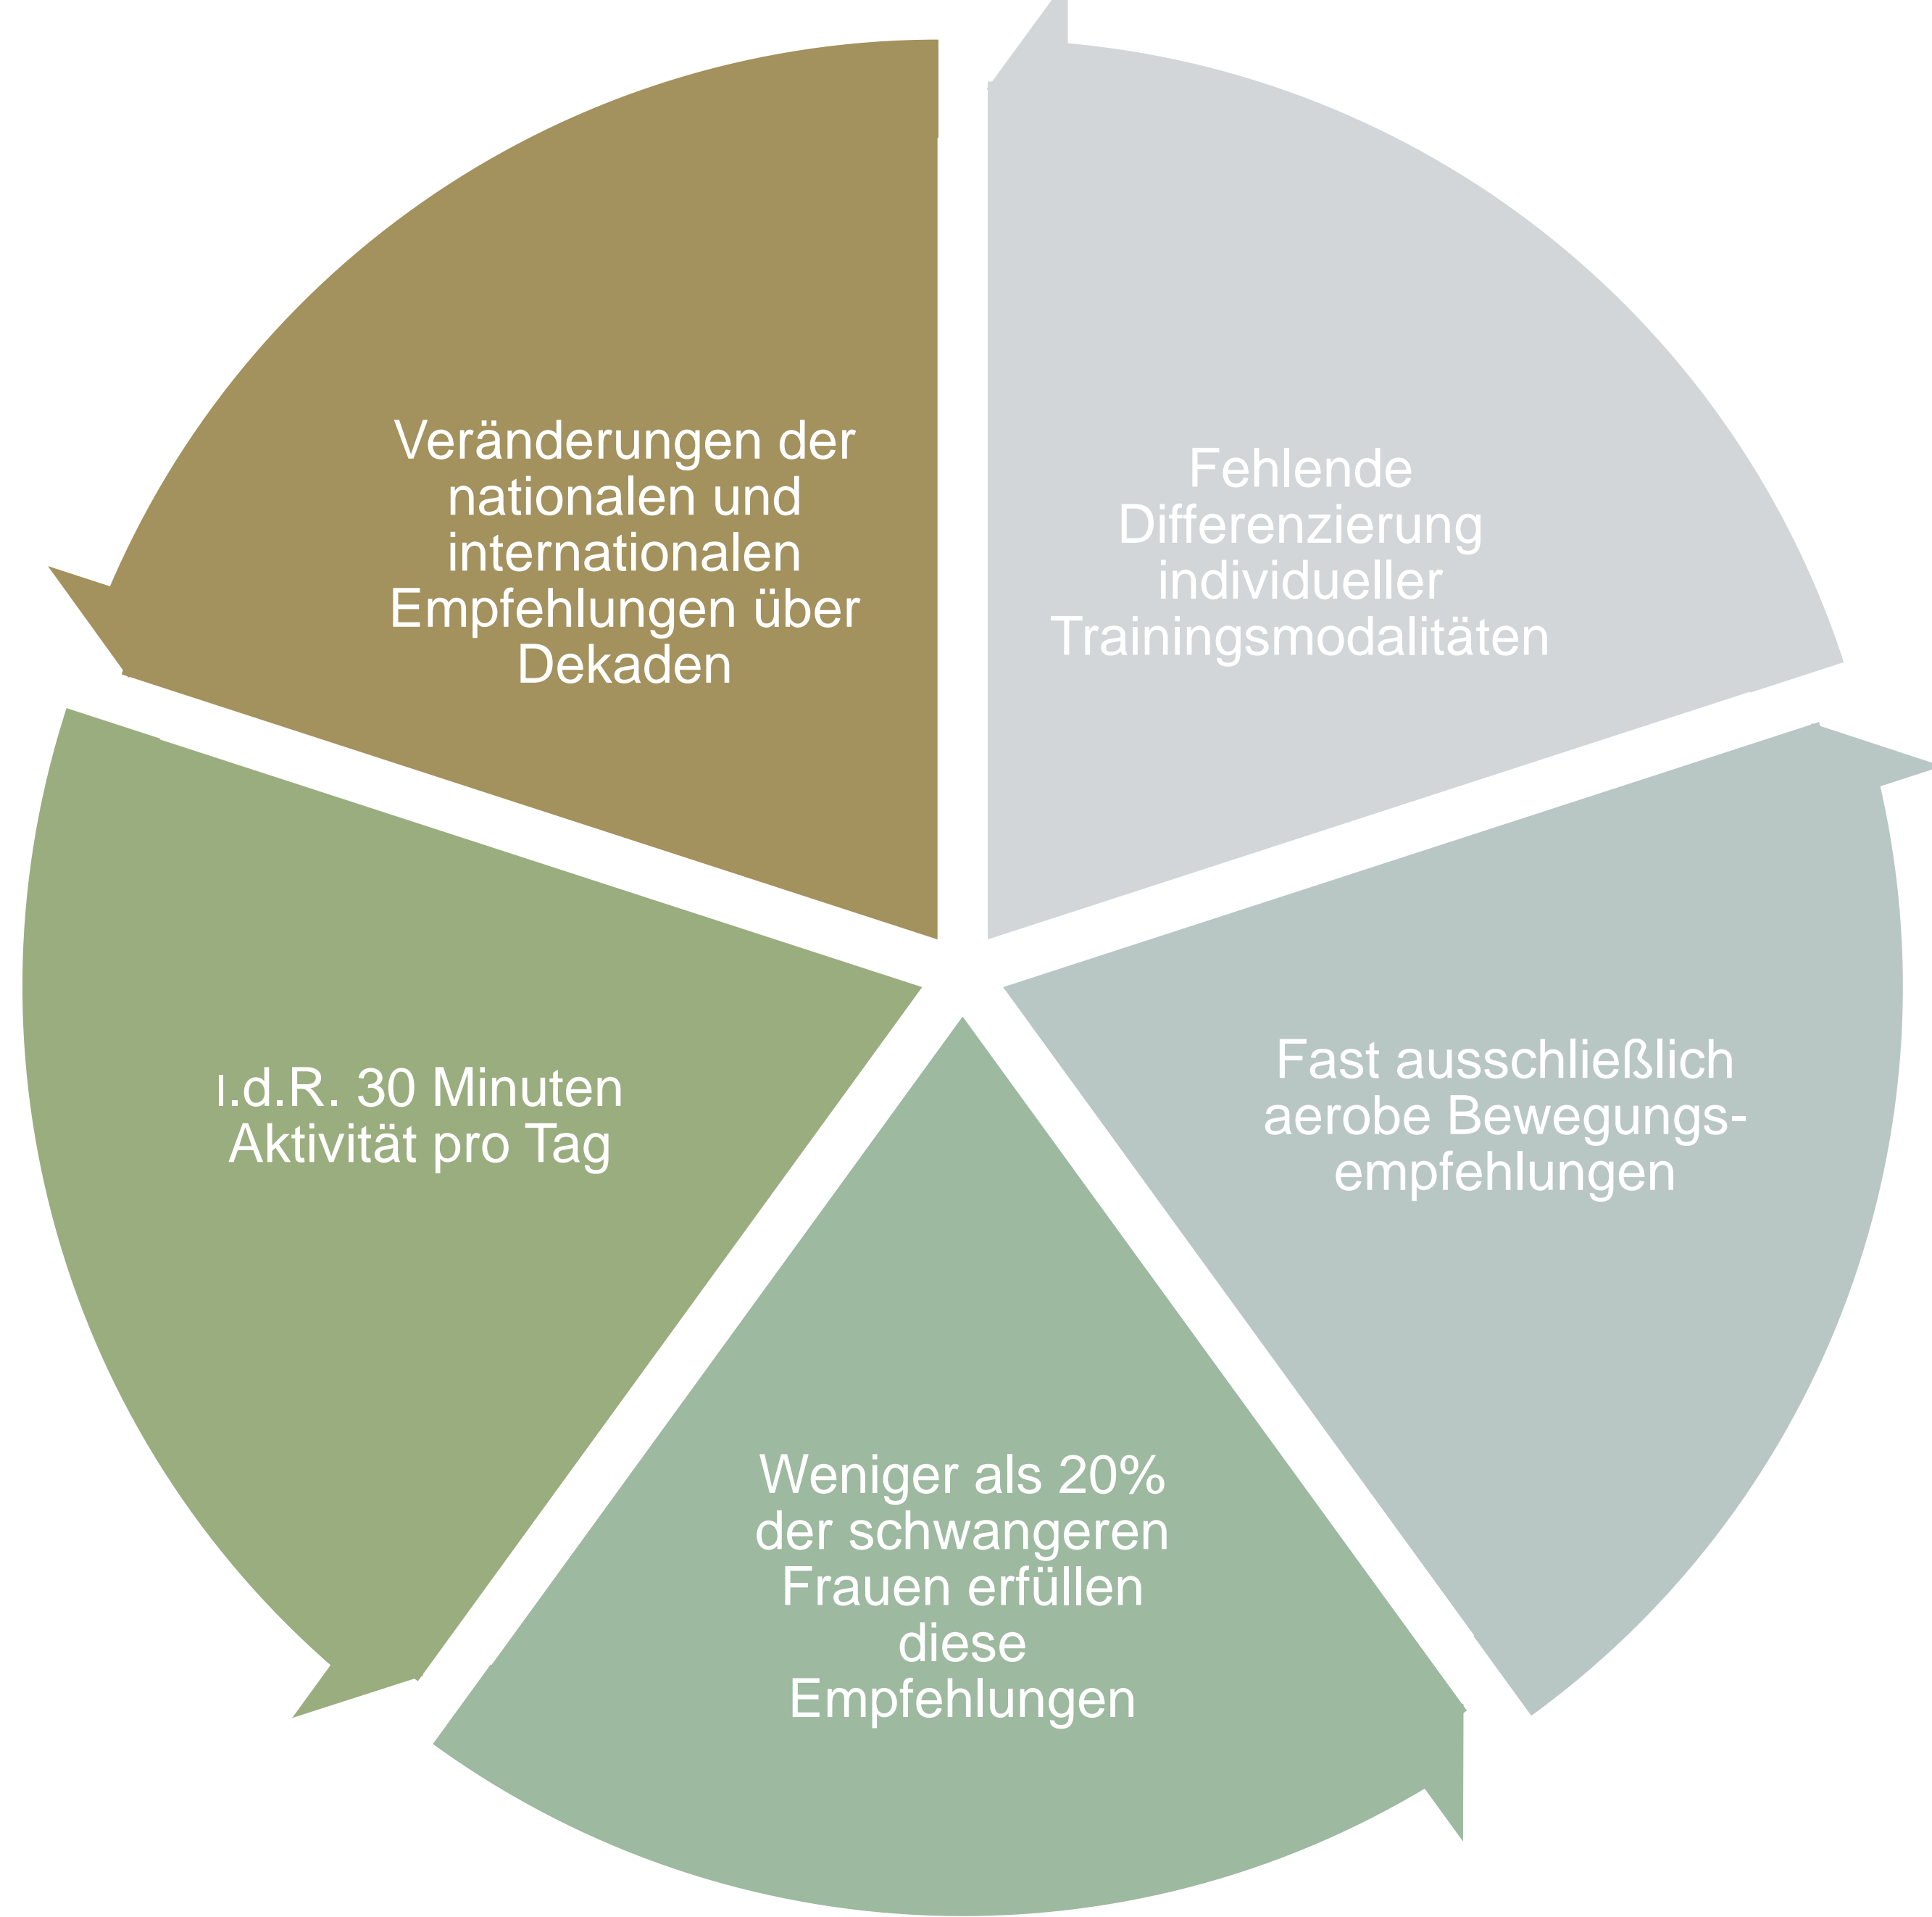 Veränderungen der
nationalen und
internationalen
Empfehlungen über
Dekaden
Fehlende
Differenzierung
individueller
Trainingsmodalitäten
ı.d.R. 30 Minuten
Aktivität pro Tag
Fast ausschließlich
aerobe Bewegungs-
empfehlungen
Weniger als 20%
der schwangeren
Frauen erfüllen
diese
Empfehlungen